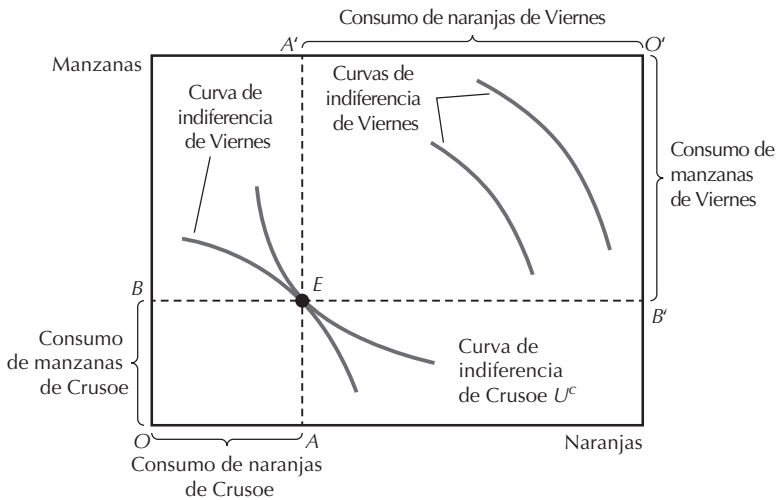 Consumo de naranjas de Viernes
A'
O'
Manzanas
Curva de
indiferencia
de Viernes
Curvas de
indiferencia
de Viernes
Consumo de
manzanas
de Viernes
B
E
B'
Consumo
de manzanas
de Crusoe
Curva de
indiferencia
de Crusoe Uᶜ
O
A
Naranjas
Consumo de naranjas
de Crusoe